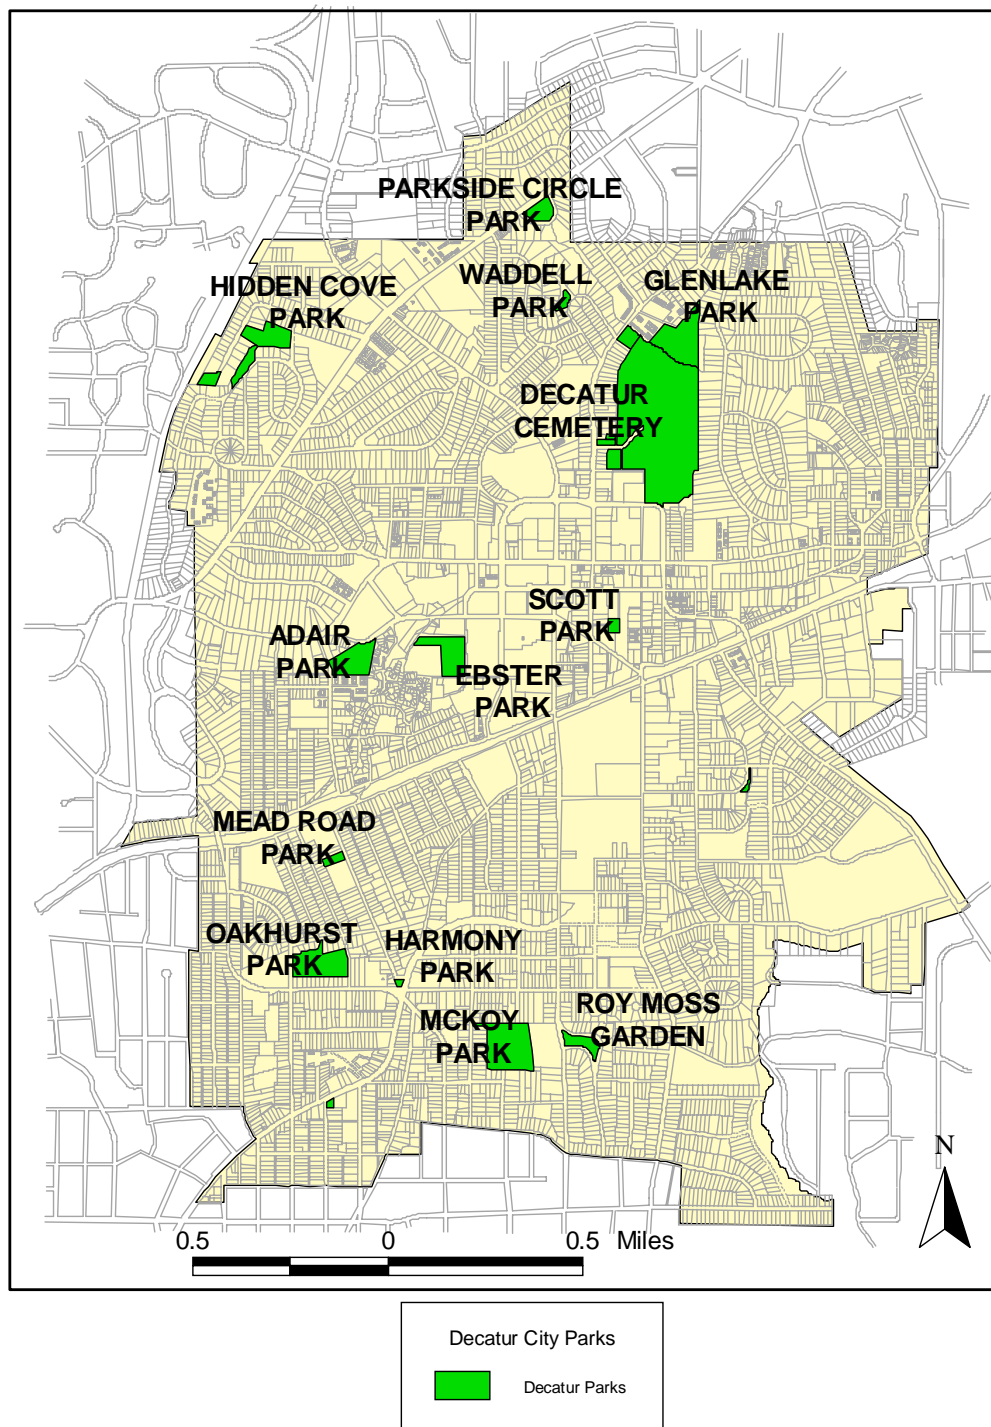 PARKSIDE CIRCLE
PARK
WADDELL
PARK
GLENLAKE
PARK
HIDDEN COVE
PARK
DECATUR
CEMETERY
SCOTT
PARK
ADAIR
PARK
EBSTER
PARK
MEAD ROAD
PARK
OAKHURST
PARK
HARMONY
PARK
ROY MOSS
GARDEN
MCKOY
PARK
N
0.5 0 0.5 Miles
Decatur City Parks
Decatur Parks